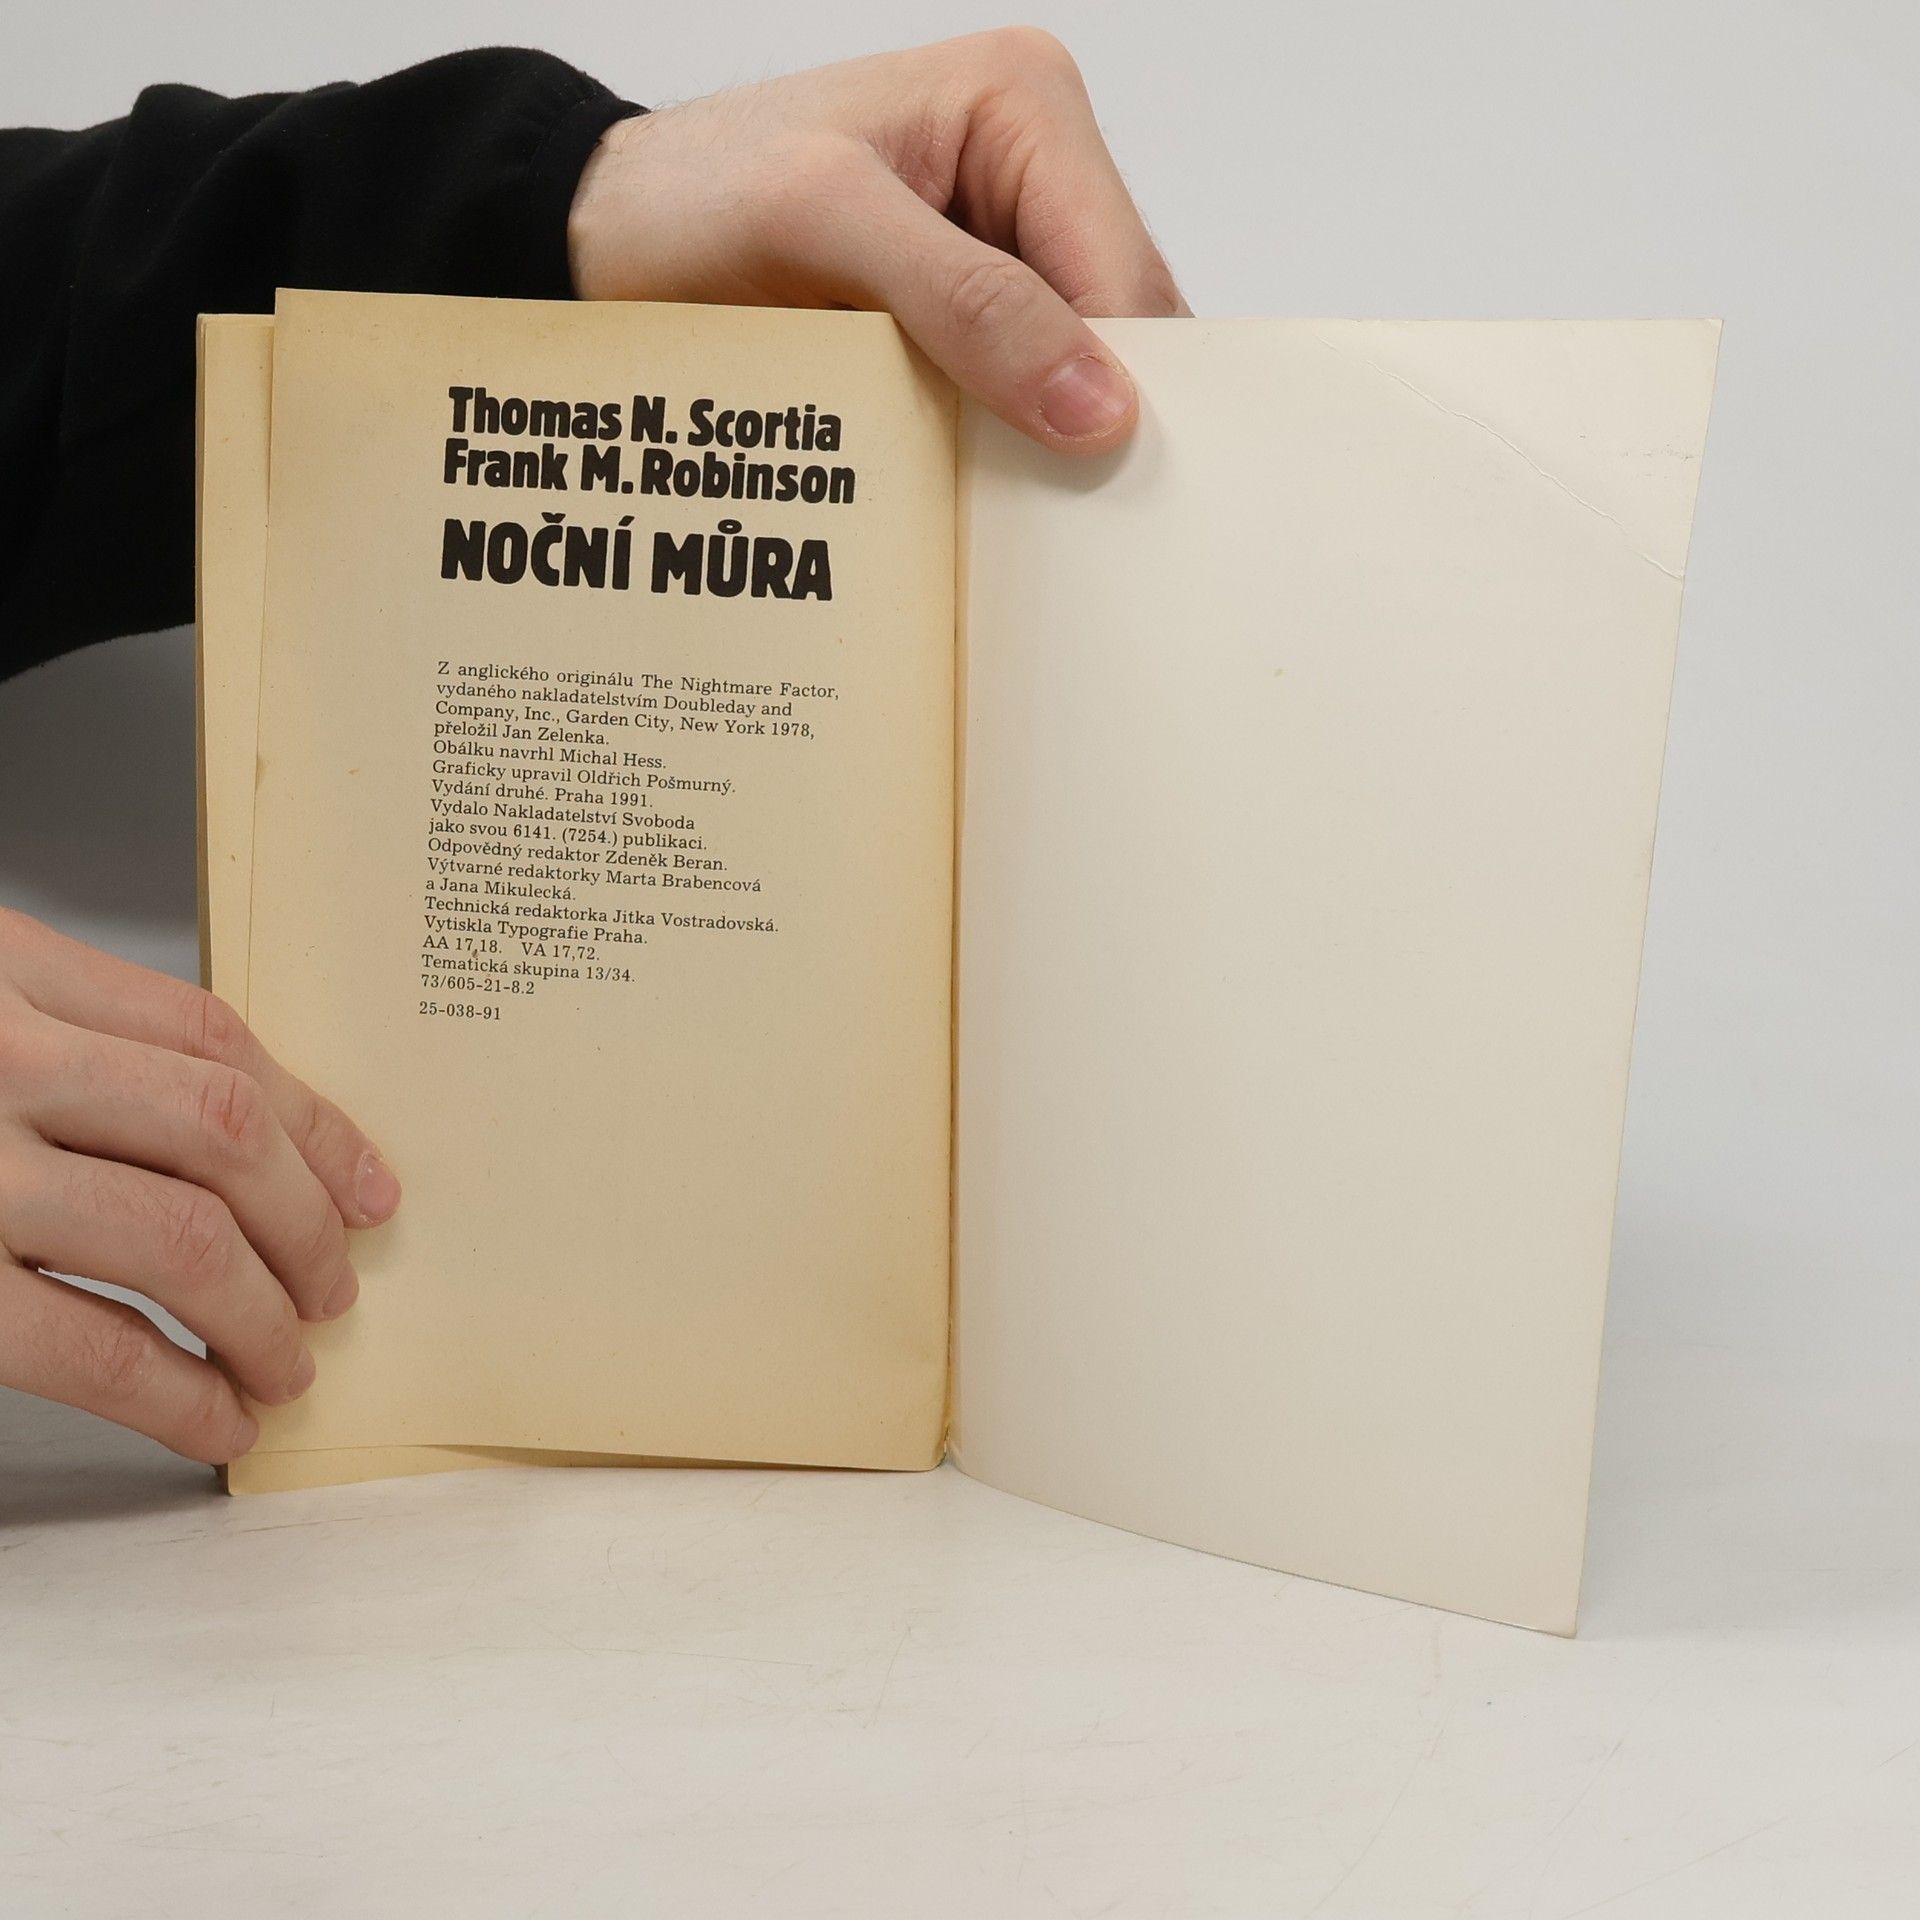 Thomas N. Scortia
Frank M. Robinson
NOČNÍ MŮRA
Z anglického originálu The Nightmare Factor,
vydaného nakladatelstvím Doubleday and
Company, Inc., Garden City, New York 1978,
přeložil Jan Zelenka.
Obálku navrhl Michal Hess.
Graficky upravil Oldřich Pošmurný.
Vydání druhé. Praha 1991.
Vydalo Nakladatelství Svoboda
jako svou 6141. (7254.) publikaci.
Odpovědný redaktor Zdeněk Beran.
Výtvarné redaktorky Marta Brabencová
a Jana Mikulecká.
Technická redaktorka Jitka Vostradovská.
Vytiskla Typografie Praha.
AA 17,18. VA 17,72.
Tematická skupina 13/34.
73/605-21-8.2
25-038-91